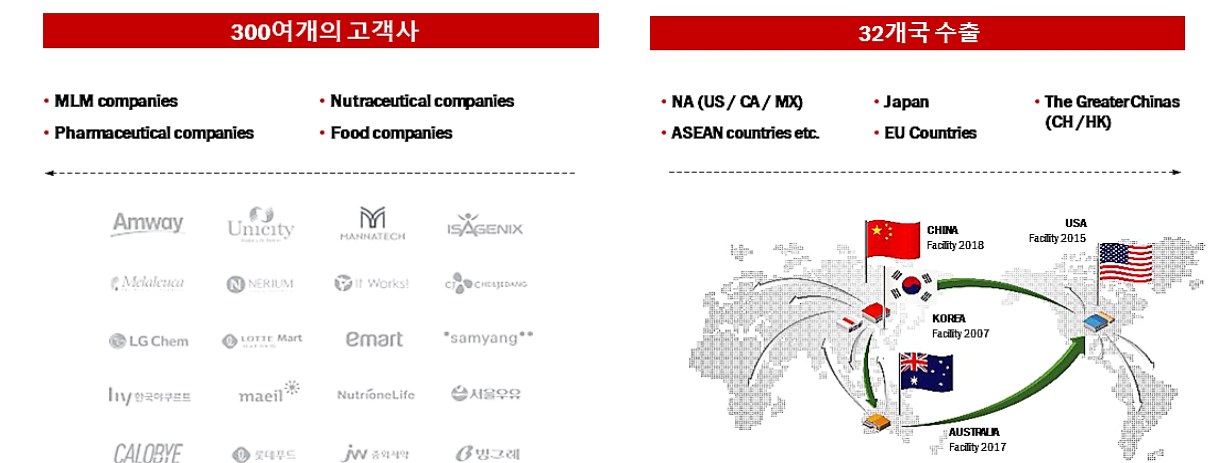 300여개의 고객사
• MLM companies
• Nutraceutical companies
• Pharmaceutical companies
• Food companies
Amway
Unicity
MANNATECH
ISAGENIX
Melaleuca
NERIUM
It Works!
CJ CHEILJEDANG
LG Chem
LOTTE Mart
emart
*samyang**
hy 한국야쿠르트
maeil
NutrioneLife
서울우유
CALOBYE
롯데푸드
JW 중외제약
빙그레
32개국 수출
• NA (US / CA / MX)
• Japan
• The Greater Chinas
(CH / HK)
• ASEAN countries etc.
• EU Countries
CHINA
Facility 2018
USA
Facility 2015
KOREA
Facility 2007
AUSTRALIA
Facility 2017